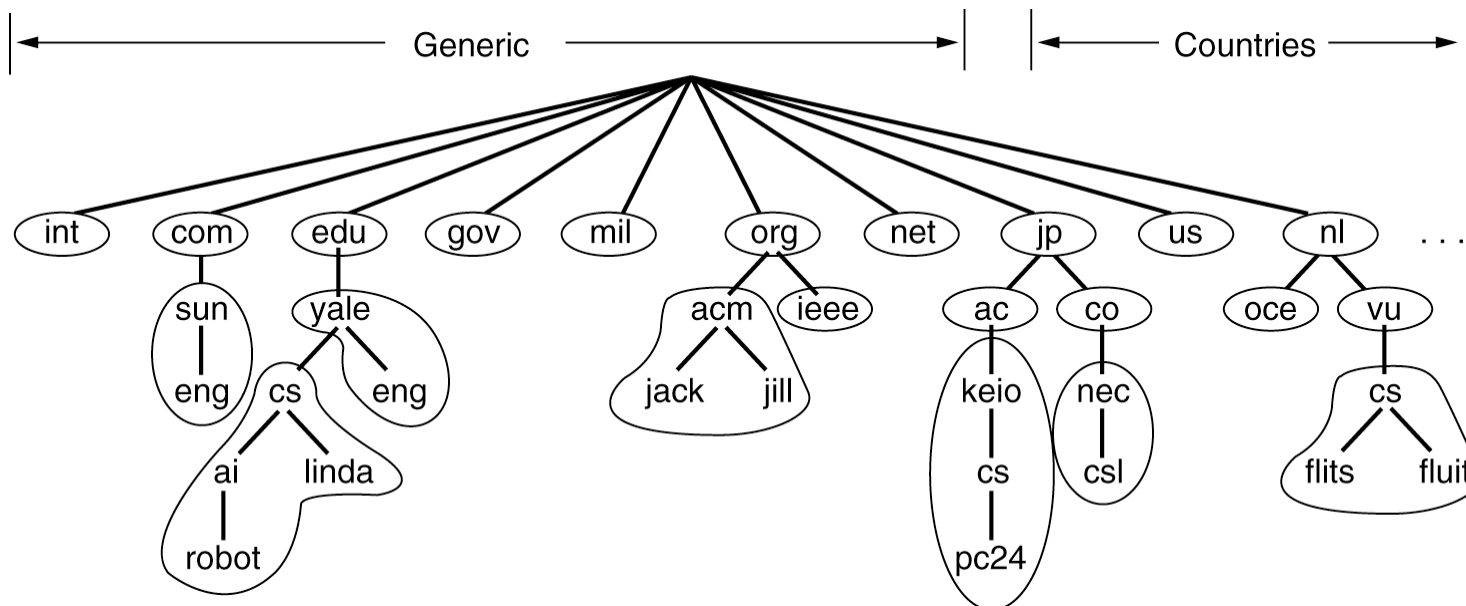 Generic Countries
int com edu gov mil org net jp us nl . . .
sun yale acm ieee ac co oce vu
eng cs eng jack jill keio nec cs
ai linda cs csl flits fluit
robot pc24